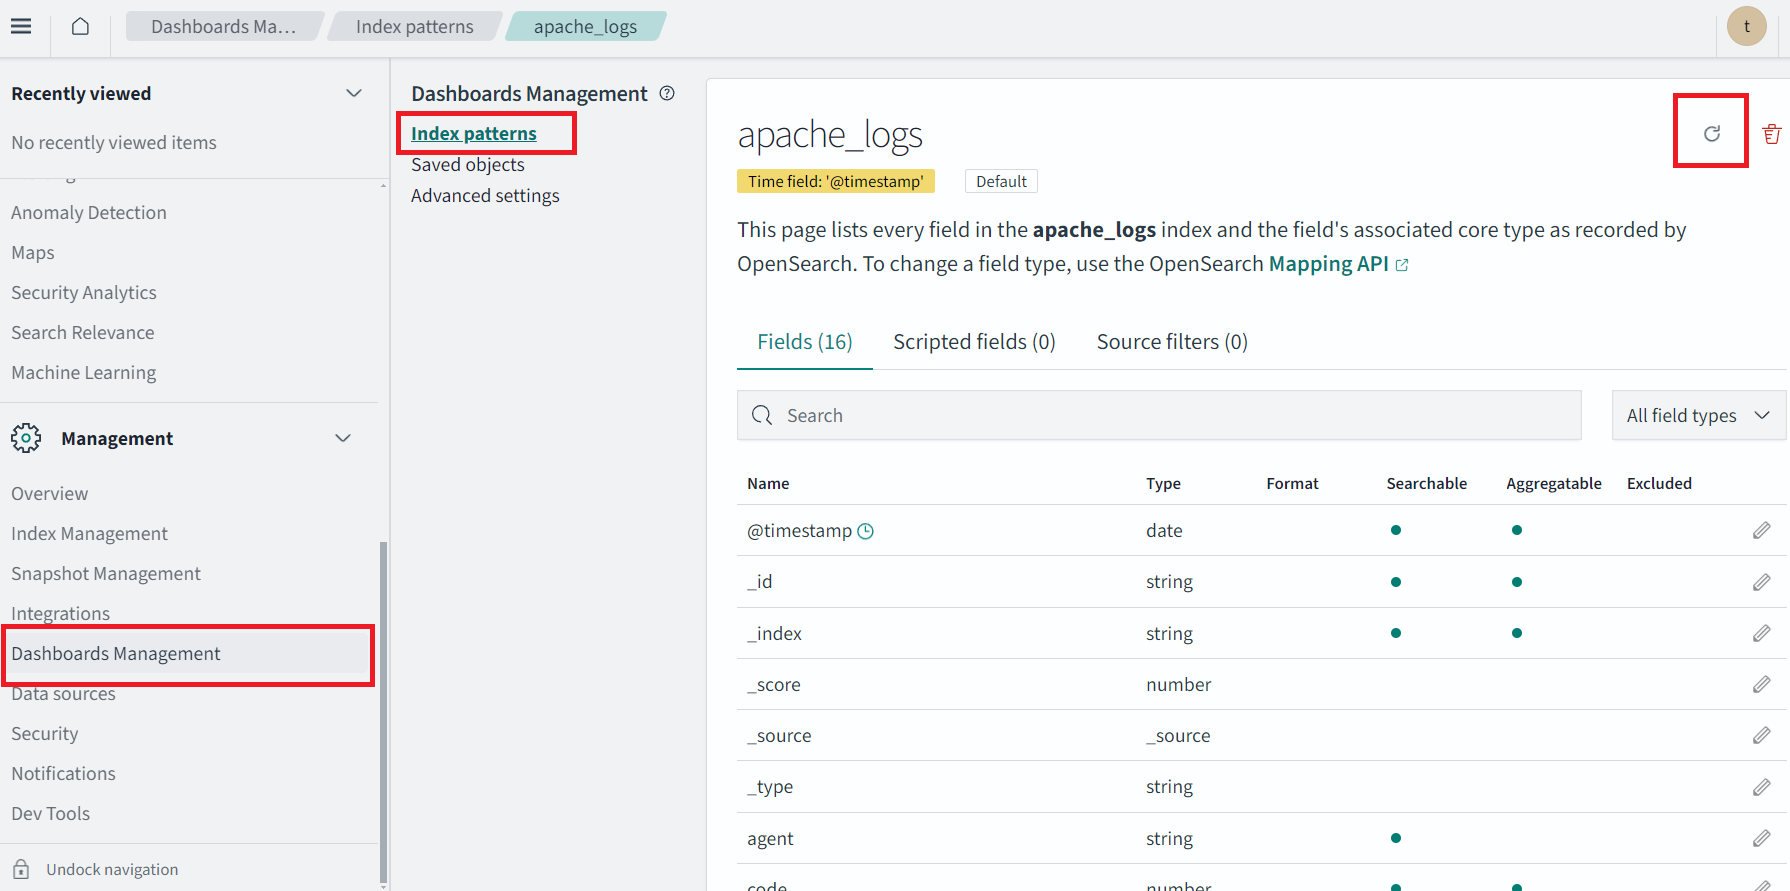 Dashboards Ma...
Index patterns
apache_logs
t
Recently viewed
No recently viewed items
Anomaly Detection
Maps
Security Analytics
Search Relevance
Machine Learning
Management
Overview
Index Management
Snapshot Management
Integrations
Dashboards Management
Data sources
Security
Notifications
Dev Tools
Undock navigation
Dashboards Management
Index patterns
Saved objects
Advanced settings
apache_logs
Time field: '@timestamp' Default
This page lists every field in the apache_logs index and the field's associated core type as recorded by
OpenSearch. To change a field type, use the OpenSearch Mapping API
Fields (16) Scripted fields (0) Source filters (0)
Search All field types
Name Type Format Searchable Aggregatable Excluded
@timestamp date
_id string
_index string
_score number
_source _source
_type string
agent string
code number